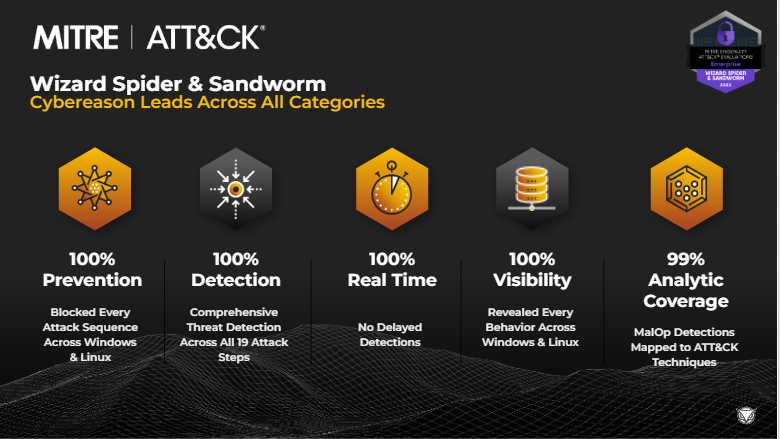 MITRE | ATT&CK®
MITRE ENGENUITY
ATT&CK® EVALUATIONS
Enterprise
WIZARD SPIDER
& SANDWORM
2022
Wizard Spider & Sandworm
Cybereason Leads Across All Categories
100%
Prevention
Blocked Every
Attack Sequence
Across Windows
& Linux
100%
Detection
Comprehensive
Threat Detection
Across All 19 Attack
Steps
100%
Real Time
No Delayed
Detections
100%
Visibility
Revealed Every
Behavior Across
Windows & Linux
99%
Analytic
Coverage
MalOp Detections
Mapped to ATT&CK
Techniques